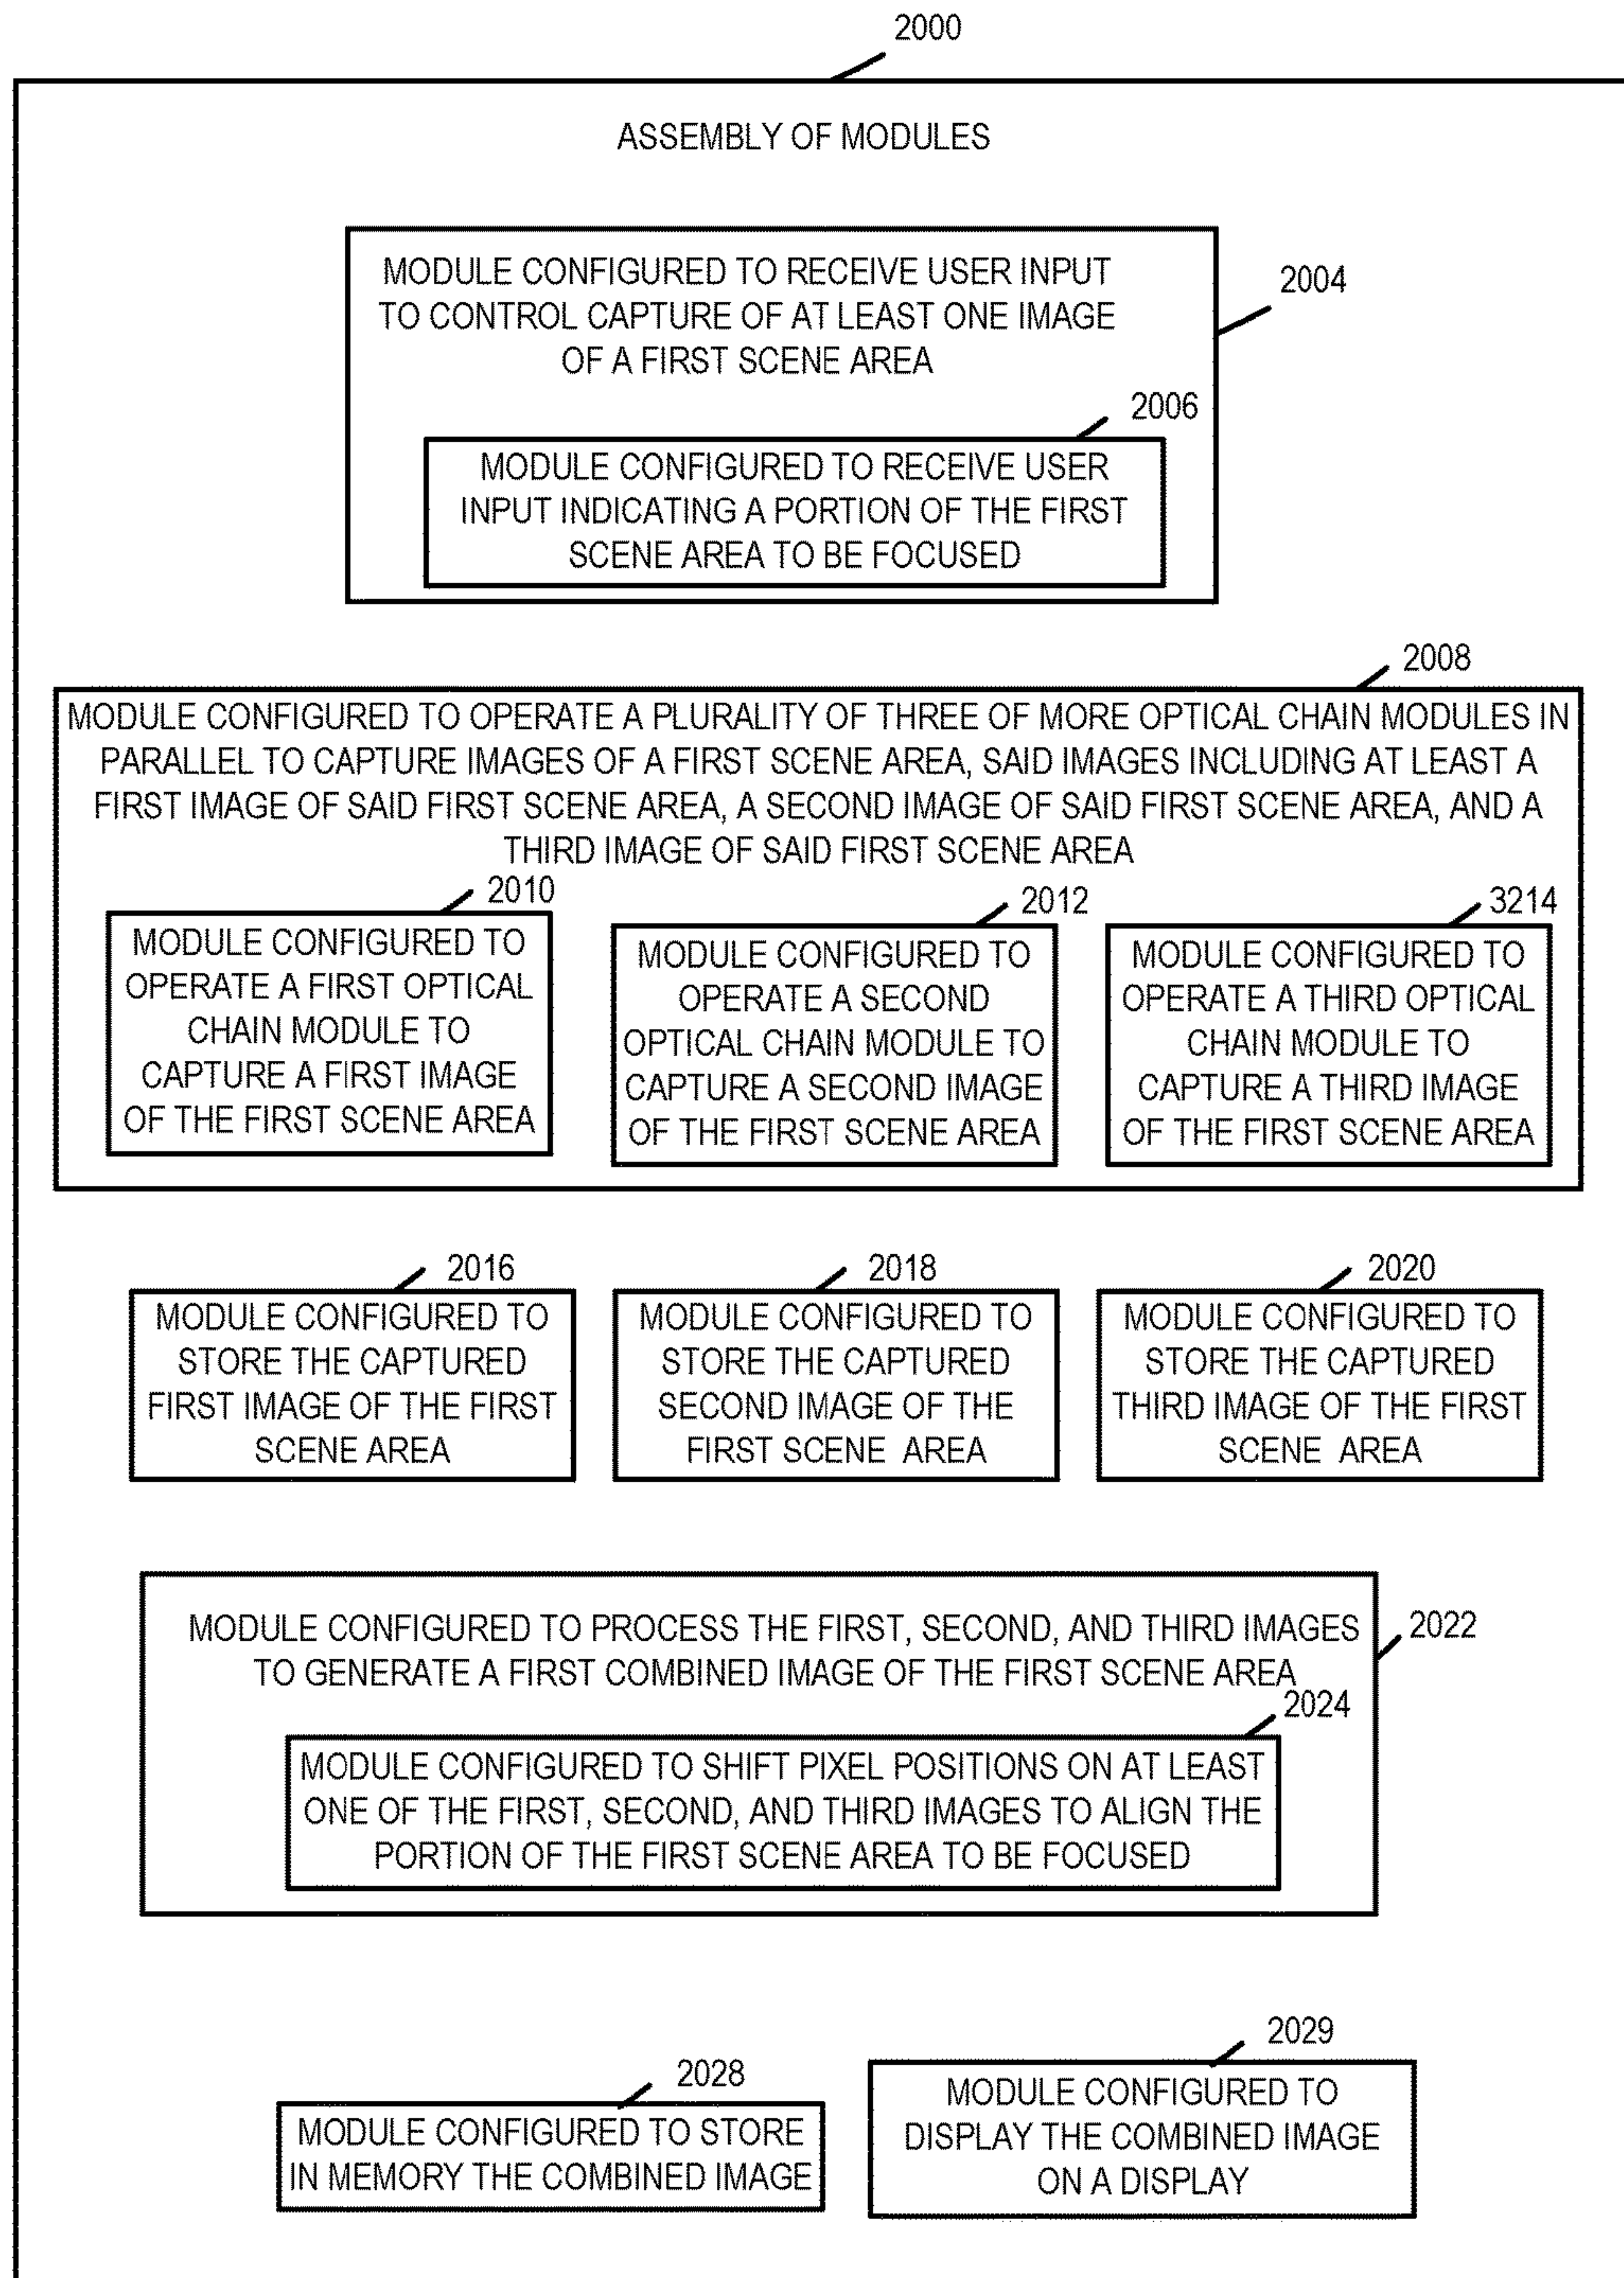 2000
ASSEMBLY OF MODULES
MODULE CONFIGURED TO RECEIVE USER INPUT
TO CONTROL CAPTURE OF AT LEAST ONE IMAGE
OF A FIRST SCENE AREA
2004
2006
MODULE CONFIGURED TO RECEIVE USER
INPUT INDICATING A PORTION OF THE FIRST
SCENE AREA TO BE FOCUSED
2008
MODULE CONFIGURED TO OPERATE A PLURALITY OF THREE OF MORE OPTICAL CHAIN MODULES IN
PARALLEL TO CAPTURE IMAGES OF A FIRST SCENE AREA, SAID IMAGES INCLUDING AT LEAST A
FIRST IMAGE OF SAID FIRST SCENE AREA, A SECOND IMAGE OF SAID FIRST SCENE AREA, AND A
THIRD IMAGE OF SAID FIRST SCENE AREA
2010
MODULE CONFIGURED TO
OPERATE A FIRST OPTICAL
CHAIN MODULE TO
CAPTURE A FIRST IMAGE
OF THE FIRST SCENE AREA
2012
MODULE CONFIGURED TO
OPERATE A SECOND
OPTICAL CHAIN MODULE TO
CAPTURE A SECOND IMAGE
OF THE FIRST SCENE AREA
3214
MODULE CONFIGURED TO
OPERATE A THIRD OPTICAL
CHAIN MODULE TO
CAPTURE A THIRD IMAGE
OF THE FIRST SCENE AREA
2016
MODULE CONFIGURED TO
STORE THE CAPTURED
FIRST IMAGE OF THE FIRST
SCENE AREA
2018
MODULE CONFIGURED TO
STORE THE CAPTURED
SECOND IMAGE OF THE
FIRST SCENE AREA
2020
MODULE CONFIGURED TO
STORE THE CAPTURED
THIRD IMAGE OF THE FIRST
SCENE AREA
2022
MODULE CONFIGURED TO PROCESS THE FIRST, SECOND, AND THIRD IMAGES
TO GENERATE A FIRST COMBINED IMAGE OF THE FIRST SCENE AREA
2024
MODULE CONFIGURED TO SHIFT PIXEL POSITIONS ON AT LEAST
ONE OF THE FIRST, SECOND, AND THIRD IMAGES TO ALIGN THE
PORTION OF THE FIRST SCENE AREA TO BE FOCUSED
2028
MODULE CONFIGURED TO STORE
IN MEMORY THE COMBINED IMAGE
2029
MODULE CONFIGURED TO
DISPLAY THE COMBINED IMAGE
ON A DISPLAY